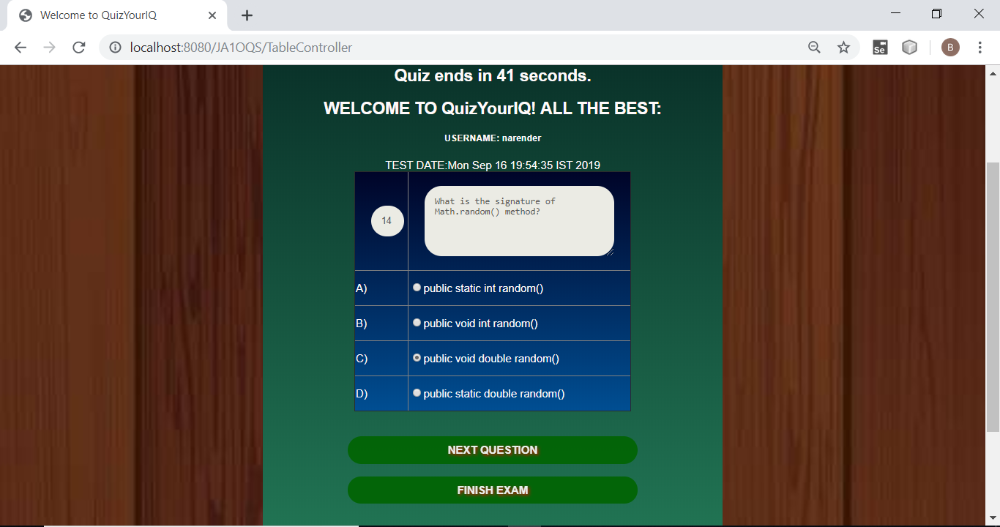 Welcome to QuizYourIQ
localhost:8080/JA1OQS/TableController
Se
B
Quiz ends in 41 seconds.
WELCOME TO QuizYourIQ! ALL THE BEST:
USERNAME: narender
TEST DATE:Mon Sep 16 19:54:35 IST 2019
14
What is the signature of
Math.random() method?
A) public static int random()
B) public void int random()
C) public void double random()
D) public static double random()
NEXT QUESTION
FINISH EXAM